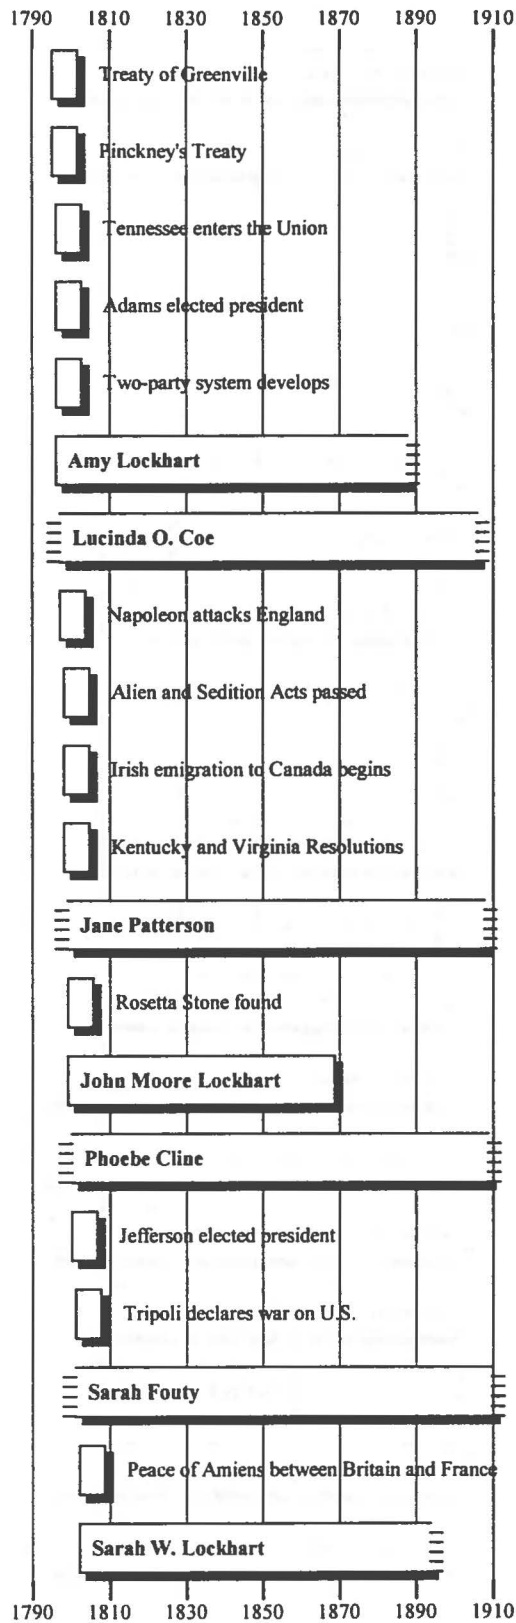 1790 1810 1830 1850 1870 1890 1910
Treaty of Greenville
Pinckney's Treaty
Tennessee enters the Union
Adams elected president
Two-party system develops
Amy Lockhart
Lucinda O. Coe
Napoleon attacks England
Alien and Sedition Acts passed
Irish emigration to Canada begins
Kentucky and Virginia Resolutions
Jane Patterson
Rosetta Stone found
John Moore Lockhart
Phoebe Cline
Jefferson elected president
Tripoli declares war on U.S.
Sarah Fouty
Peace of Amiens between Britain and France
Sarah W. Lockhart
1790 1810 1830 1850 1870 1890 1910